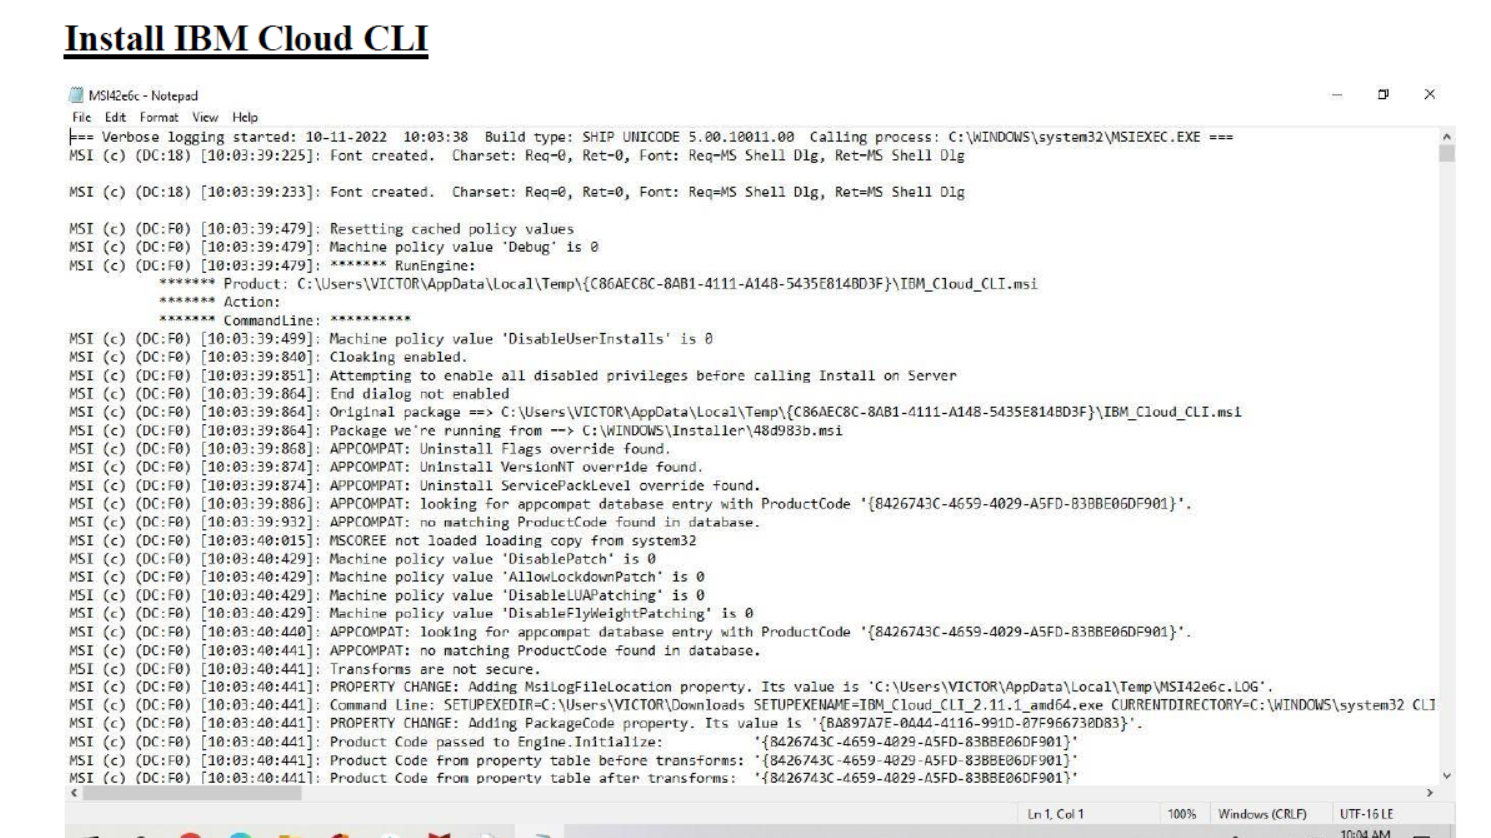 Install IBM Cloud CLI
MSI42e6c - Notepad
File Edit Format View Help
=== Verbose logging started: 10-11-2022  10:03:38  Build type: SHIP UNICODE 5.00.10011.00  Calling process: C:\WINDOWS\system32\MSIEXEC.EXE ===
MSI (c) (DC:18) [10:03:39:225]: Font created.  Charset: Req=0, Ret=0, Font: Req=MS Shell Dlg, Ret=MS Shell Dlg
MSI (c) (DC:18) [10:03:39:233]: Font created.  Charset: Req=0, Ret=0, Font: Req=MS Shell Dlg, Ret=MS Shell Dlg
MSI (c) (DC:F0) [10:03:39:479]: Resetting cached policy values
MSI (c) (DC:F0) [10:03:39:479]: Machine policy value 'Debug' is 0
MSI (c) (DC:F0) [10:03:39:479]: ******* RunEngine:
******* Product: C:\Users\VICTOR\AppData\Local\Temp\{C86AEC8C-8AB1-4111-A148-5435E814BD3F}\IBM_Cloud_CLI.msi
******* Action:
******* CommandLine: **********
MSI (c) (DC:F0) [10:03:39:499]: Machine policy value 'DisableUserInstalls' is 0
MSI (c) (DC:F0) [10:03:39:840]: Cloaking enabled.
MSI (c) (DC:F0) [10:03:39:851]: Attempting to enable all disabled privileges before calling Install on Server
MSI (c) (DC:F0) [10:03:39:864]: End dialog not enabled
MSI (c) (DC:F0) [10:03:39:864]: Original package ==> C:\Users\VICTOR\AppData\Local\Temp\{C86AEC8C-8AB1-4111-A148-5435E814BD3F}\IBM_Cloud_CLI.msi
MSI (c) (DC:F0) [10:03:39:864]: Package we're running from ==> C:\WINDOWS\Installer\48d983b.msi
MSI (c) (DC:F0) [10:03:39:868]: APPCOMPAT: Uninstall Flags override found.
MSI (c) (DC:F0) [10:03:39:874]: APPCOMPAT: Uninstall VersionNT override found.
MSI (c) (DC:F0) [10:03:39:874]: APPCOMPAT: Uninstall ServicePackLevel override found.
MSI (c) (DC:F0) [10:03:39:886]: APPCOMPAT: looking for appcompat database entry with ProductCode '{8426743C-4659-4029-A5FD-83BBE06DF901}'.
MSI (c) (DC:F0) [10:03:39:932]: APPCOMPAT: no matching ProductCode found in database.
MSI (c) (DC:F0) [10:03:40:015]: MSCOREE not loaded loading copy from system32
MSI (c) (DC:F0) [10:03:40:429]: Machine policy value 'DisablePatch' is 0
MSI (c) (DC:F0) [10:03:40:429]: Machine policy value 'AllowLockdownPatch' is 0
MSI (c) (DC:F0) [10:03:40:429]: Machine policy value 'DisableLUAPatching' is 0
MSI (c) (DC:F0) [10:03:40:429]: Machine policy value 'DisableFlyWeightPatching' is 0
MSI (c) (DC:F0) [10:03:40:440]: APPCOMPAT: looking for appcompat database entry with ProductCode '{8426743C-4659-4029-A5FD-83BBE06DF901}'.
MSI (c) (DC:F0) [10:03:40:441]: APPCOMPAT: no matching ProductCode found in database.
MSI (c) (DC:F0) [10:03:40:441]: Transforms are not secure.
MSI (c) (DC:F0) [10:03:40:441]: PROPERTY CHANGE: Adding MsiLogFileLocation property. Its value is 'C:\Users\VICTOR\AppData\Local\Temp\MSI42e6c.LOG'.
MSI (c) (DC:F0) [10:03:40:441]: Command Line: SETUPEXEDIR=C:\Users\VICTOR\Downloads SETUPEXENAME=IBM_Cloud_CLI_2.11.1_amd64.exe CURRENTDIRECTORY=C:\WINDOWS\system32 CLI
MSI (c) (DC:F0) [10:03:40:441]: PROPERTY CHANGE: Adding PackageCode property. Its value is '{BA897A7E-0A44-4116-991D-07F966730D83}'.
MSI (c) (DC:F0) [10:03:40:441]: Product Code passed to Engine.Initialize:           '{8426743C-4659-4029-A5FD-83BBE06DF901}'
MSI (c) (DC:F0) [10:03:40:441]: Product Code from property table before transforms: '{8426743C-4659-4029-A5FD-83BBE06DF901}'
MSI (c) (DC:F0) [10:03:40:441]: Product Code from property table after transforms:  '{8426743C-4659-4029-A5FD-83BBE06DF901}'
Ln 1, Col 1 100% Windows (CRLF) UTF-16 LE
10:04 AM